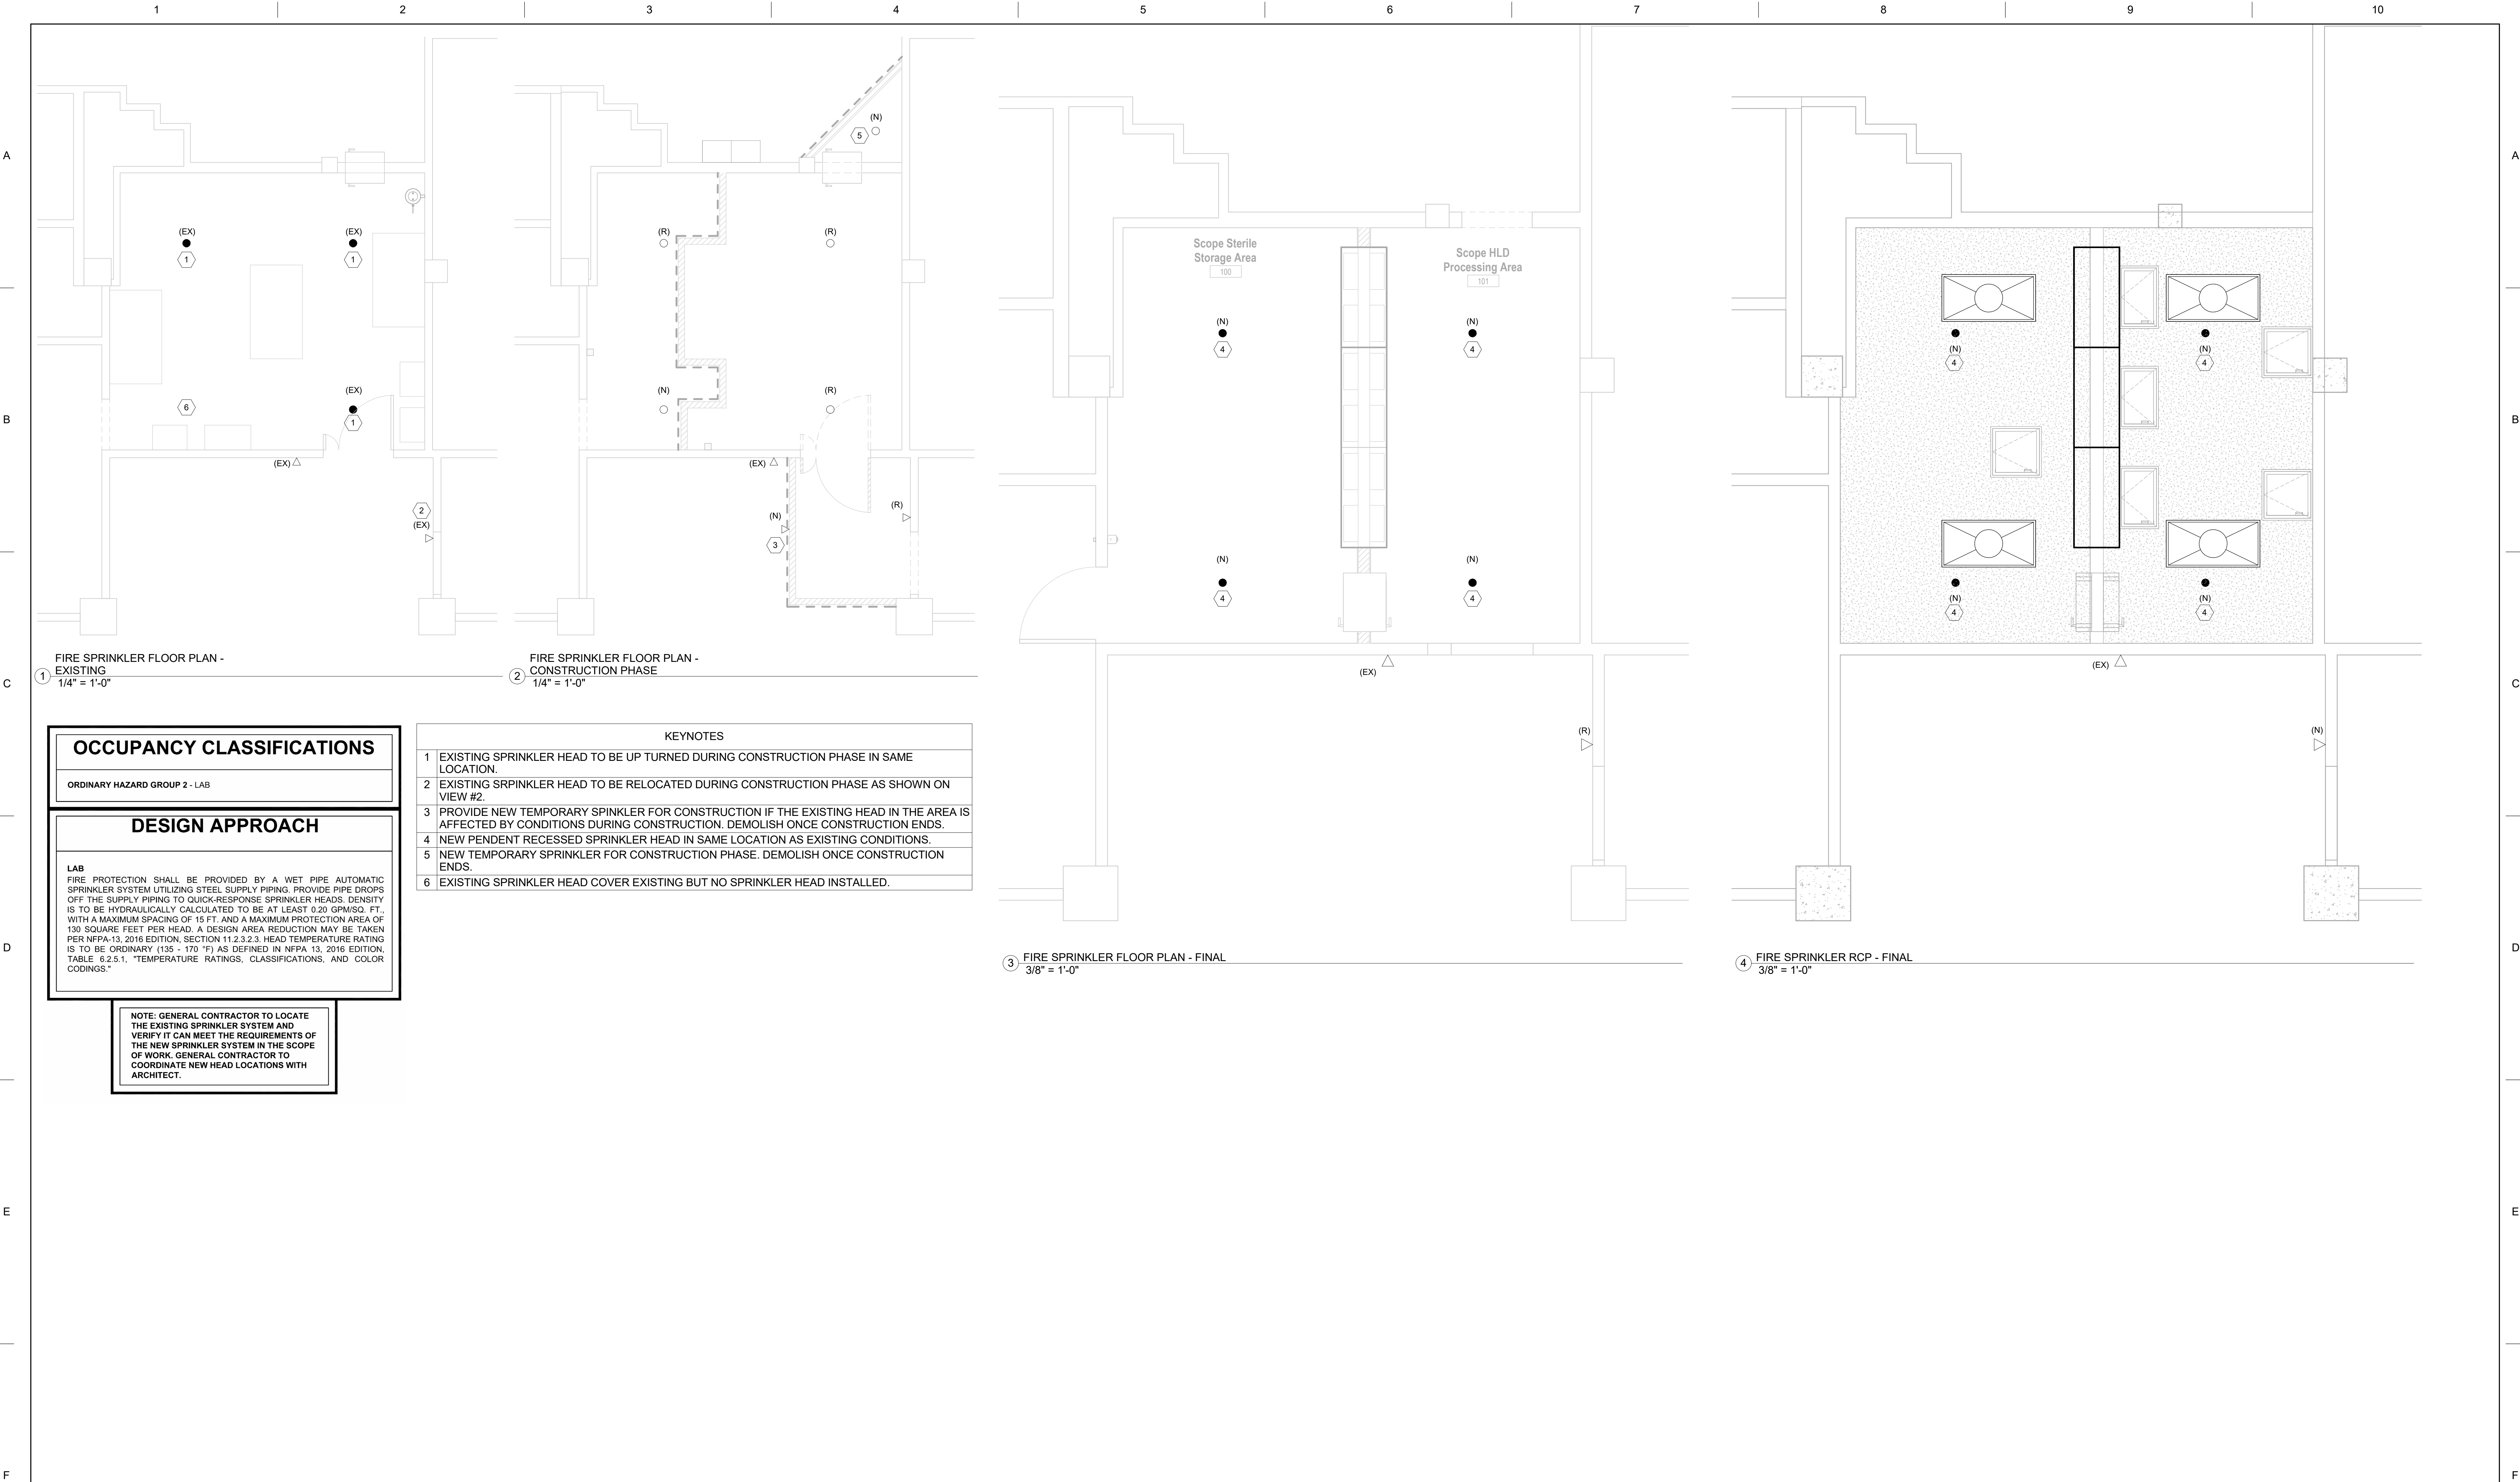 1 2 3 4 5 6 7 8 9 10
A A
B B
C C
D D
E E
F F
(EX)
1
(EX)
1
(EX)
1
6
(EX)
2
(EX)
1
FIRE SPRINKLER FLOOR PLAN -
EXISTING
1/4" = 1'-0"
(N)
5
(R)
(R)
(N)
(R)
(EX)
(N)
3
(R)
2
FIRE SPRINKLER FLOOR PLAN -
CONSTRUCTION PHASE
1/4" = 1'-0"
Scope Sterile
Storage Area
100
Scope HLD
Processing Area
101
(N)
4
(N)
4
(N)
4
(N)
4
(EX)
(R)
3
FIRE SPRINKLER FLOOR PLAN - FINAL
3/8" = 1'-0"
(N)
4
(N)
4
(N)
4
(N)
4
(EX)
(N)
4
FIRE SPRINKLER RCP - FINAL
3/8" = 1'-0"
OCCUPANCY CLASSIFICATIONS
ORDINARY HAZARD GROUP 2 - LAB
DESIGN APPROACH
LAB
FIRE PROTECTION SHALL BE PROVIDED BY A WET PIPE AUTOMATIC
SPRINKLER SYSTEM UTILIZING STEEL SUPPLY PIPING. PROVIDE PIPE DROPS
OFF THE SUPPLY PIPING TO QUICK-RESPONSE SPRINKLER HEADS. DENSITY
IS TO BE HYDRAULICALLY CALCULATED TO BE AT LEAST 0.20 GPM/SQ. FT.,
WITH A MAXIMUM SPACING OF 15 FT. AND A MAXIMUM PROTECTION AREA OF
130 SQUARE FEET PER HEAD. A DESIGN AREA REDUCTION MAY BE TAKEN
PER NFPA-13, 2016 EDITION, SECTION 11.2.3.2.3. HEAD TEMPERATURE RATING
IS TO BE ORDINARY (135 - 170 °F) AS DEFINED IN NFPA 13, 2016 EDITION,
TABLE 6.2.5.1, "TEMPERATURE RATINGS, CLASSIFICATIONS, AND COLOR
CODINGS."
NOTE: GENERAL CONTRACTOR TO LOCATE
THE EXISTING SPRINKLER SYSTEM AND
VERIFY IT CAN MEET THE REQUIREMENTS OF
THE NEW SPRINKLER SYSTEM IN THE SCOPE
OF WORK. GENERAL CONTRACTOR TO
COORDINATE NEW HEAD LOCATIONS WITH
ARCHITECT.
KEYNOTES
1 EXISTING SPRINKLER HEAD TO BE UP TURNED DURING CONSTRUCTION PHASE IN SAME
LOCATION.
2 EXISTING SRPINKLER HEAD TO BE RELOCATED DURING CONSTRUCTION PHASE AS SHOWN ON
VIEW #2.
3 PROVIDE NEW TEMPORARY SPINKLER FOR CONSTRUCTION IF THE EXISTING HEAD IN THE AREA IS
AFFECTED BY CONDITIONS DURING CONSTRUCTION. DEMOLISH ONCE CONSTRUCTION ENDS.
4 NEW PENDENT RECESSED SPRINKLER HEAD IN SAME LOCATION AS EXISTING CONDITIONS.
5 NEW TEMPORARY SPRINKLER FOR CONSTRUCTION PHASE. DEMOLISH ONCE CONSTRUCTION
ENDS.
6 EXISTING SPRINKLER HEAD COVER EXISTING BUT NO SPRINKLER HEAD INSTALLED.